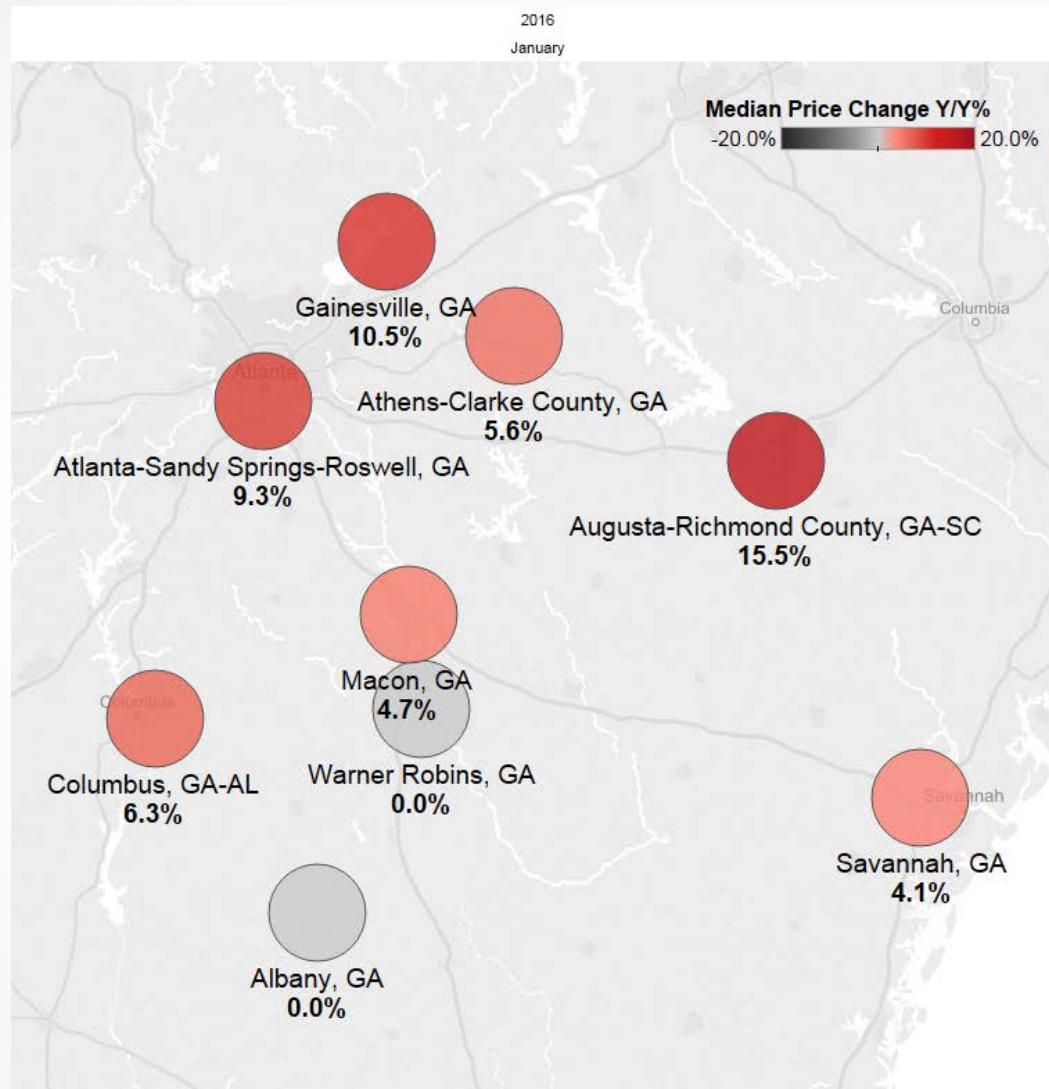 2016
January
Median Price Change Y/Y%
-20.0% 20.0%
Gainesville, GA
10.5%
Columbia
Atlanta
Athens-Clarke County, GA
5.6%
Atlanta-Sandy Springs-Roswell, GA
9.3%
Augusta-Richmond County, GA-SC
15.5%
Macon, GA
4.7%
Columbus
Columbus, GA-AL
6.3%
Warner Robins, GA
0.0%
Savannah
Savannah, GA
4.1%
Albany, GA
0.0%